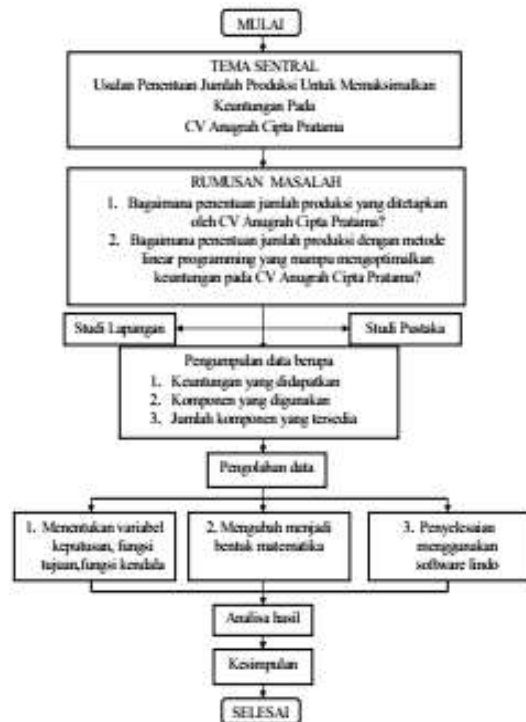 MULAI
TEMA SENTRAL
Usulan Penentuan Jumlah Produksi Untuk Memaksimalkan
Keuntungan Pada
CV Anugrah Cipta Pratama
RUMUSAN MASALAH
1. Bagaimana penentuan jumlah produksi yang ditetapkan
oleh CV Anugrah Cipta Pratama?
2. Bagaimana penentuan jumlah produksi dengan metode
linear programming yang mampu mengoptimalkan
keuntungan pada CV Anugrah Cipta Pratama?
Studi Lapangan
Studi Pustaka
Pengumpulan data berupa
1. Keuntungan yang didapatkan
2. Komponen yang digunakan
3. Jumlah komponen yang tersedia
Pengolahan data
1. Menentukan variabel
keputusan, fungsi
tujuan,fungsi kendala
2. Mengubah menjadi
bentuk matematika
3. Penyelesaian
menggunakan
software lindo
Analisa hasil
Kesimpulan
SELESAI